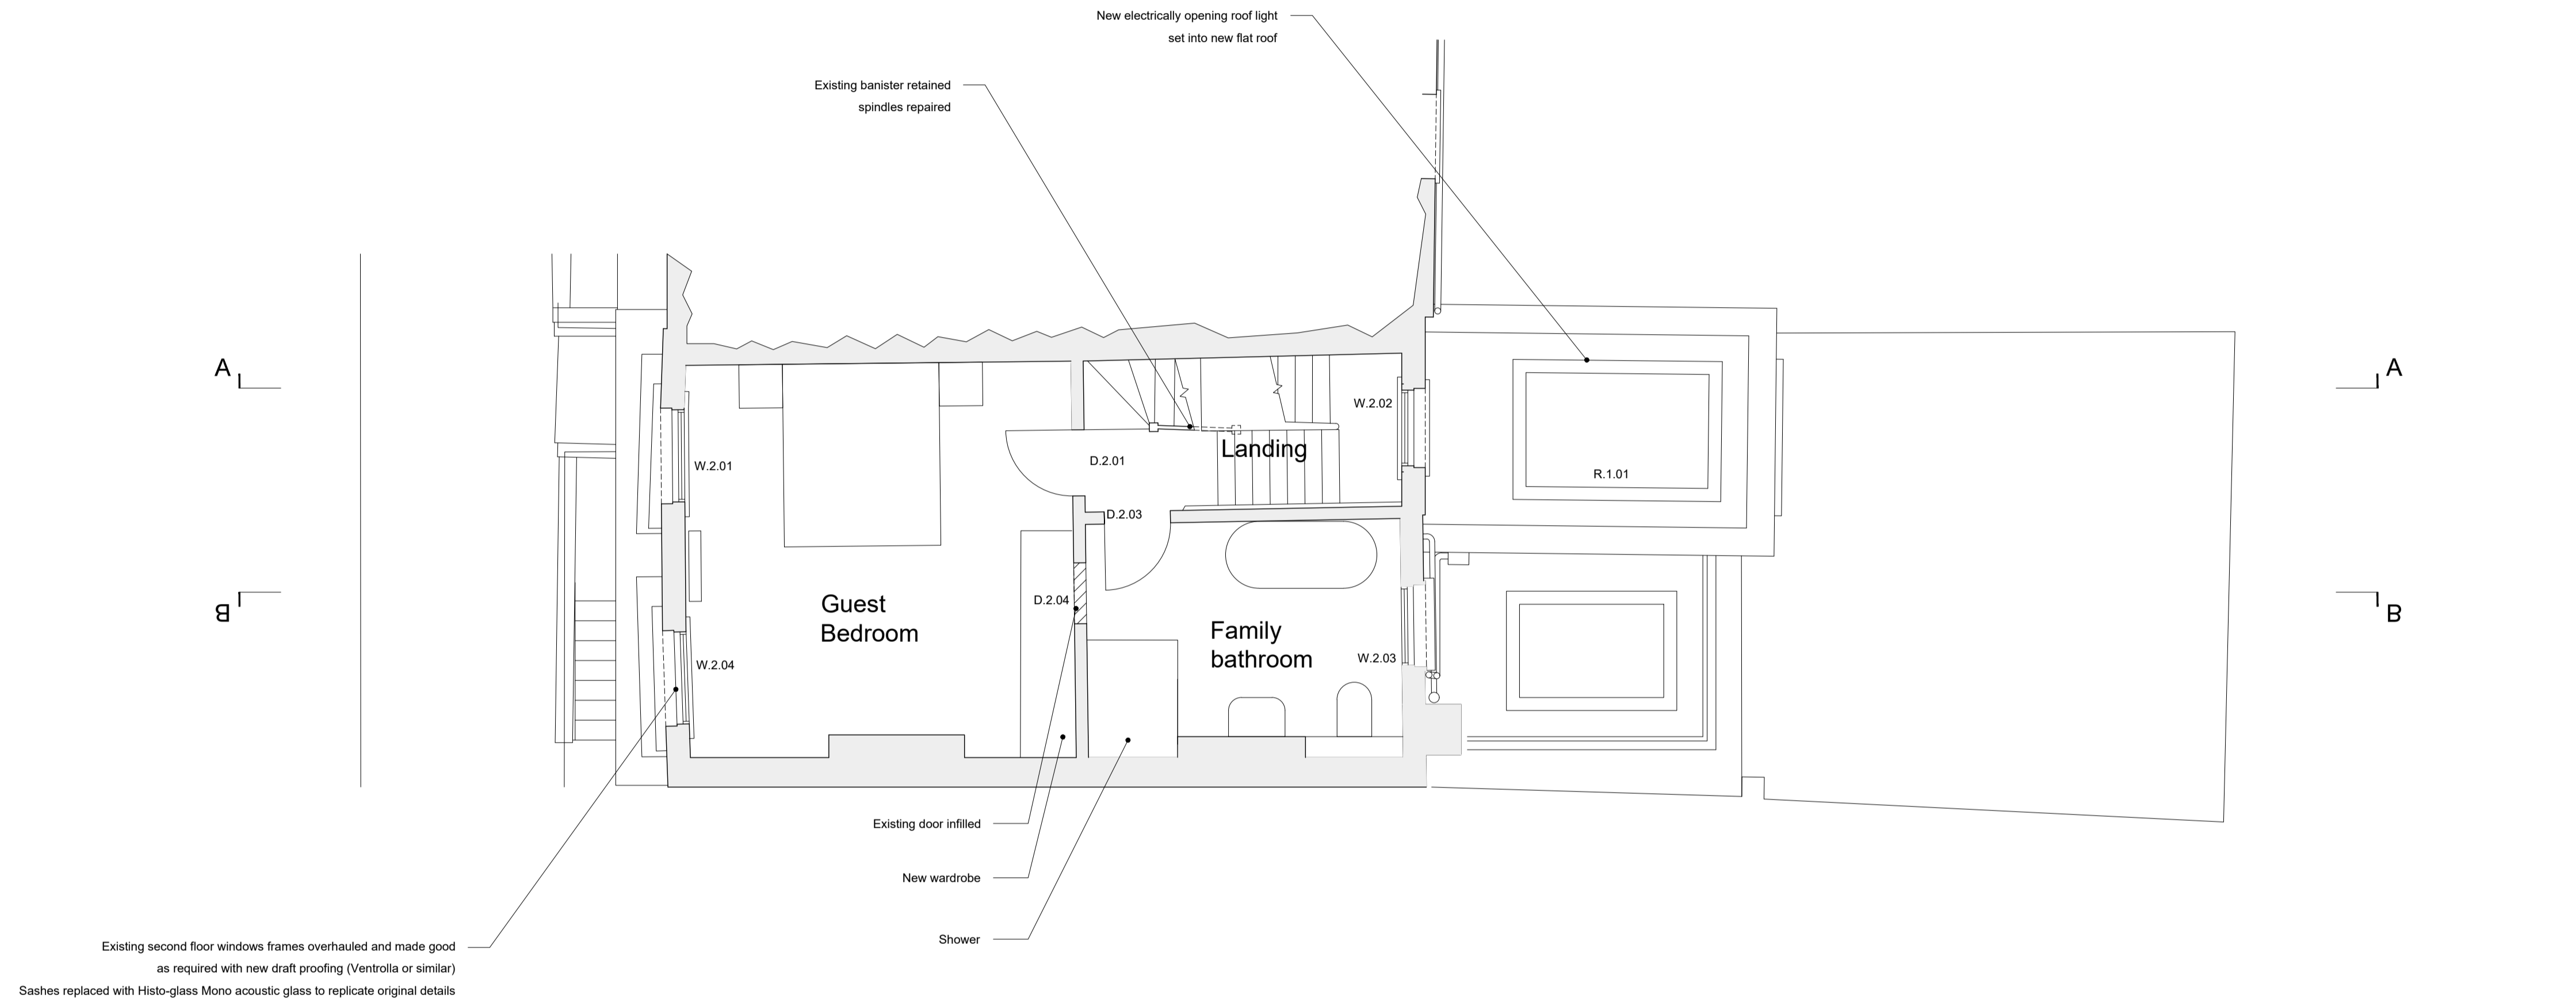 New electrically opening roof light
set into new flat roof
Existing banister retained
spindles repaired
A
A
W.2.02
Landing
D.2.01
W.2.01
R.1.01
D.2.03
D.2.04
Guest
Bedroom
B
B
Family
bathroom
W.2.03
W.2.04
Existing door infilled
New wardrobe
Shower
Existing second floor windows frames overhauled and made good
as required with new draft proofing (Ventrolla or similar)
Sashes replaced with Histo-glass Mono acoustic glass to replicate original details